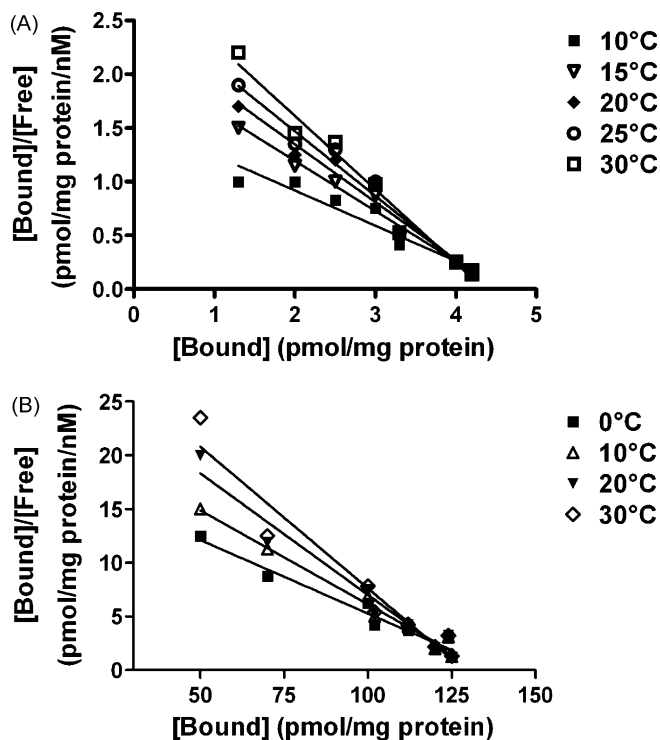 (A)
[Bound]/[Free]
(pmol/mg protein/nM)
2.5
2.0
1.5
1.0
0.5
0.0
0 1 2 3 4 5
[Bound] (pmol/mg protein)
10°C
15°C
20°C
25°C
30°C
(B)
[Bound]/[Free]
(pmol/mg protein/nM)
25
20
15
10
5
0
50 75 100 125 150
[Bound] (pmol/mg protein)
0°C
10°C
20°C
30°C